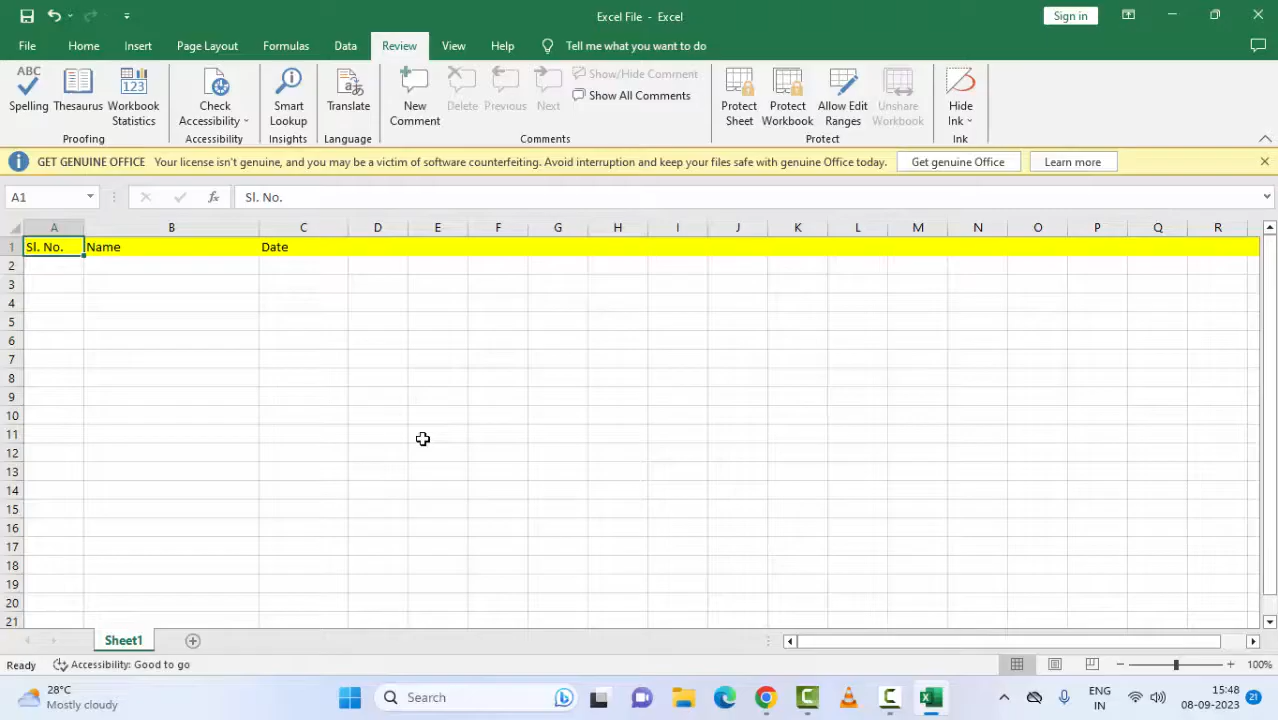 Excel File - Excel
Sign in
File Home Insert Page Layout Formulas Data Review View Help Tell me what you want to do
ABC
Spelling
Thesaurus
123
Workbook
Statistics
Proofing
Check
Accessibility
Accessibility
Smart
Lookup
Insights
Translate
Language
New
Comment
Delete
Previous
Next
Show/Hide Comment
Show All Comments
Comments
Protect
Sheet
Protect
Workbook
Allow Edit
Ranges
Unshare
Workbook
Protect
Hide
Ink
Ink
GET GENUINE OFFICE Your license isn't genuine, and you may be a victim of software counterfeiting. Avoid interruption and keep your files safe with genuine Office today. Get genuine Office Learn more
A1 fx Sl. No.
A B C D E F G H I J K L M N O P Q R
1 Sl. No. Name Date
2
3
4
5
6
7
8
9
10
11
12
13
14
15
16
17
18
19
20
21
Sheet1
Ready Accessibility: Good to go 100%
28°C
Mostly cloudy
Search
ENG
IN
15:48
08-09-2023
21